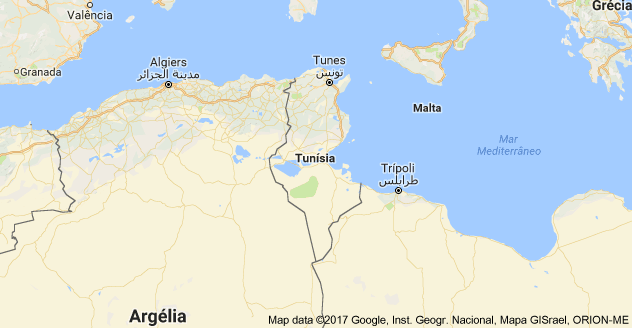 Valência
Grécia
Granada
Algiers
مدينة الجزائر
Tunes
تونس
Malta
Mar
Mediterrâneo
Tunísia
Trípoli
طرابلس
Argélia
Map data ©2017 Google, Inst. Geogr. Nacional, Mapa GISrael, ORION-ME